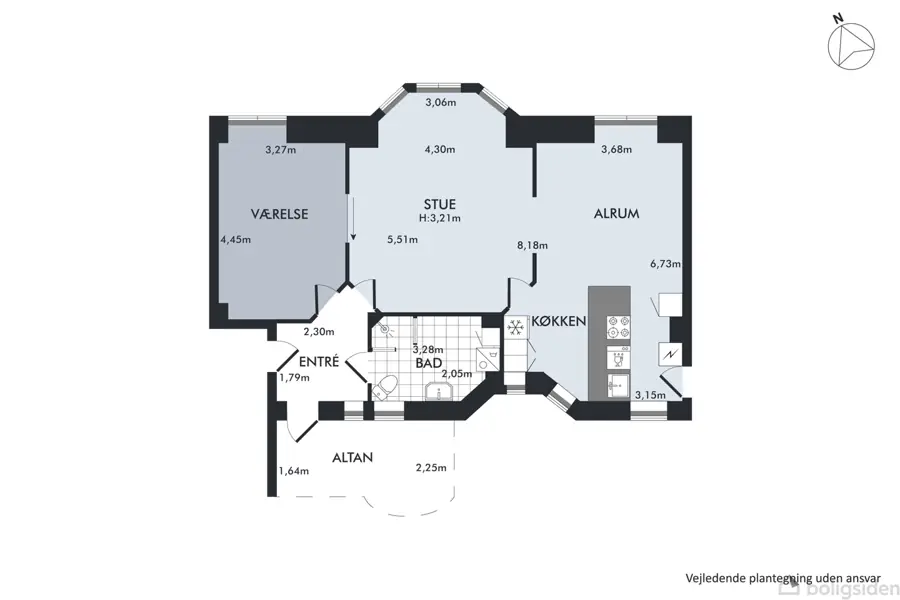 N
3,06m
3,27m
4,30m
3,68m
VÆRELSE
STUE
H:3,21m
ALRUM
4,45m
5,51m
8,18m
6,73m
KØKKEN
2,30m
ENTRÉ
3,28m
BAD
2,05m
1,79m
3,15m
ALTAN
1,64m
2,25m
Vejledende plantegning uden ansvar
boligsiden